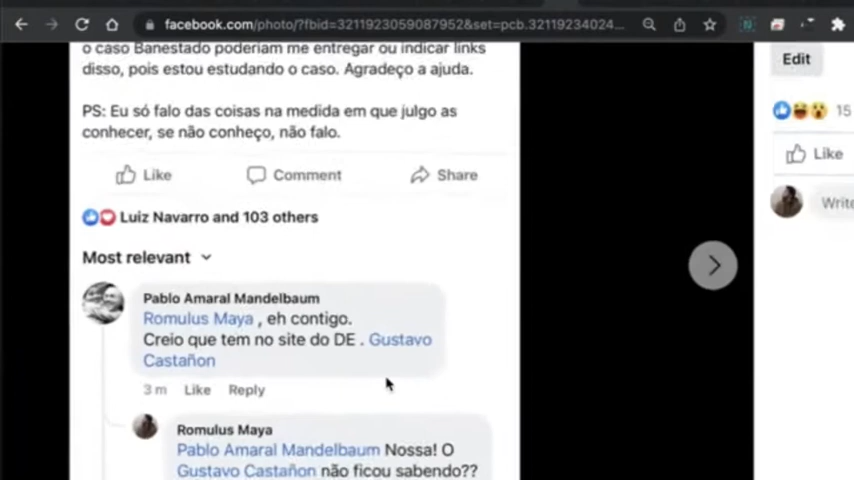 facebook.com/photo/?fbid=3211923059087952&set=pcb.32119234024...
o caso Banestado poderiam me entregar ou indicar links
disso, pois estou estudando o caso. Agradeço a ajuda.
PS: Eu só falo das coisas na medida em que julgo as
conhecer, se não conheço, não falo.
Like Comment Share
Luiz Navarro and 103 others
Most relevant
Pablo Amaral Mandelbaum
Romulus Maya , eh contigo.
Creio que tem no site do DE . Gustavo
Castañon
3 m Like Reply
Romulus Maya
Pablo Amaral Mandelbaum Nossa! O
Gustavo Castañon não ficou sabendo??
Edit
15
Like
Write